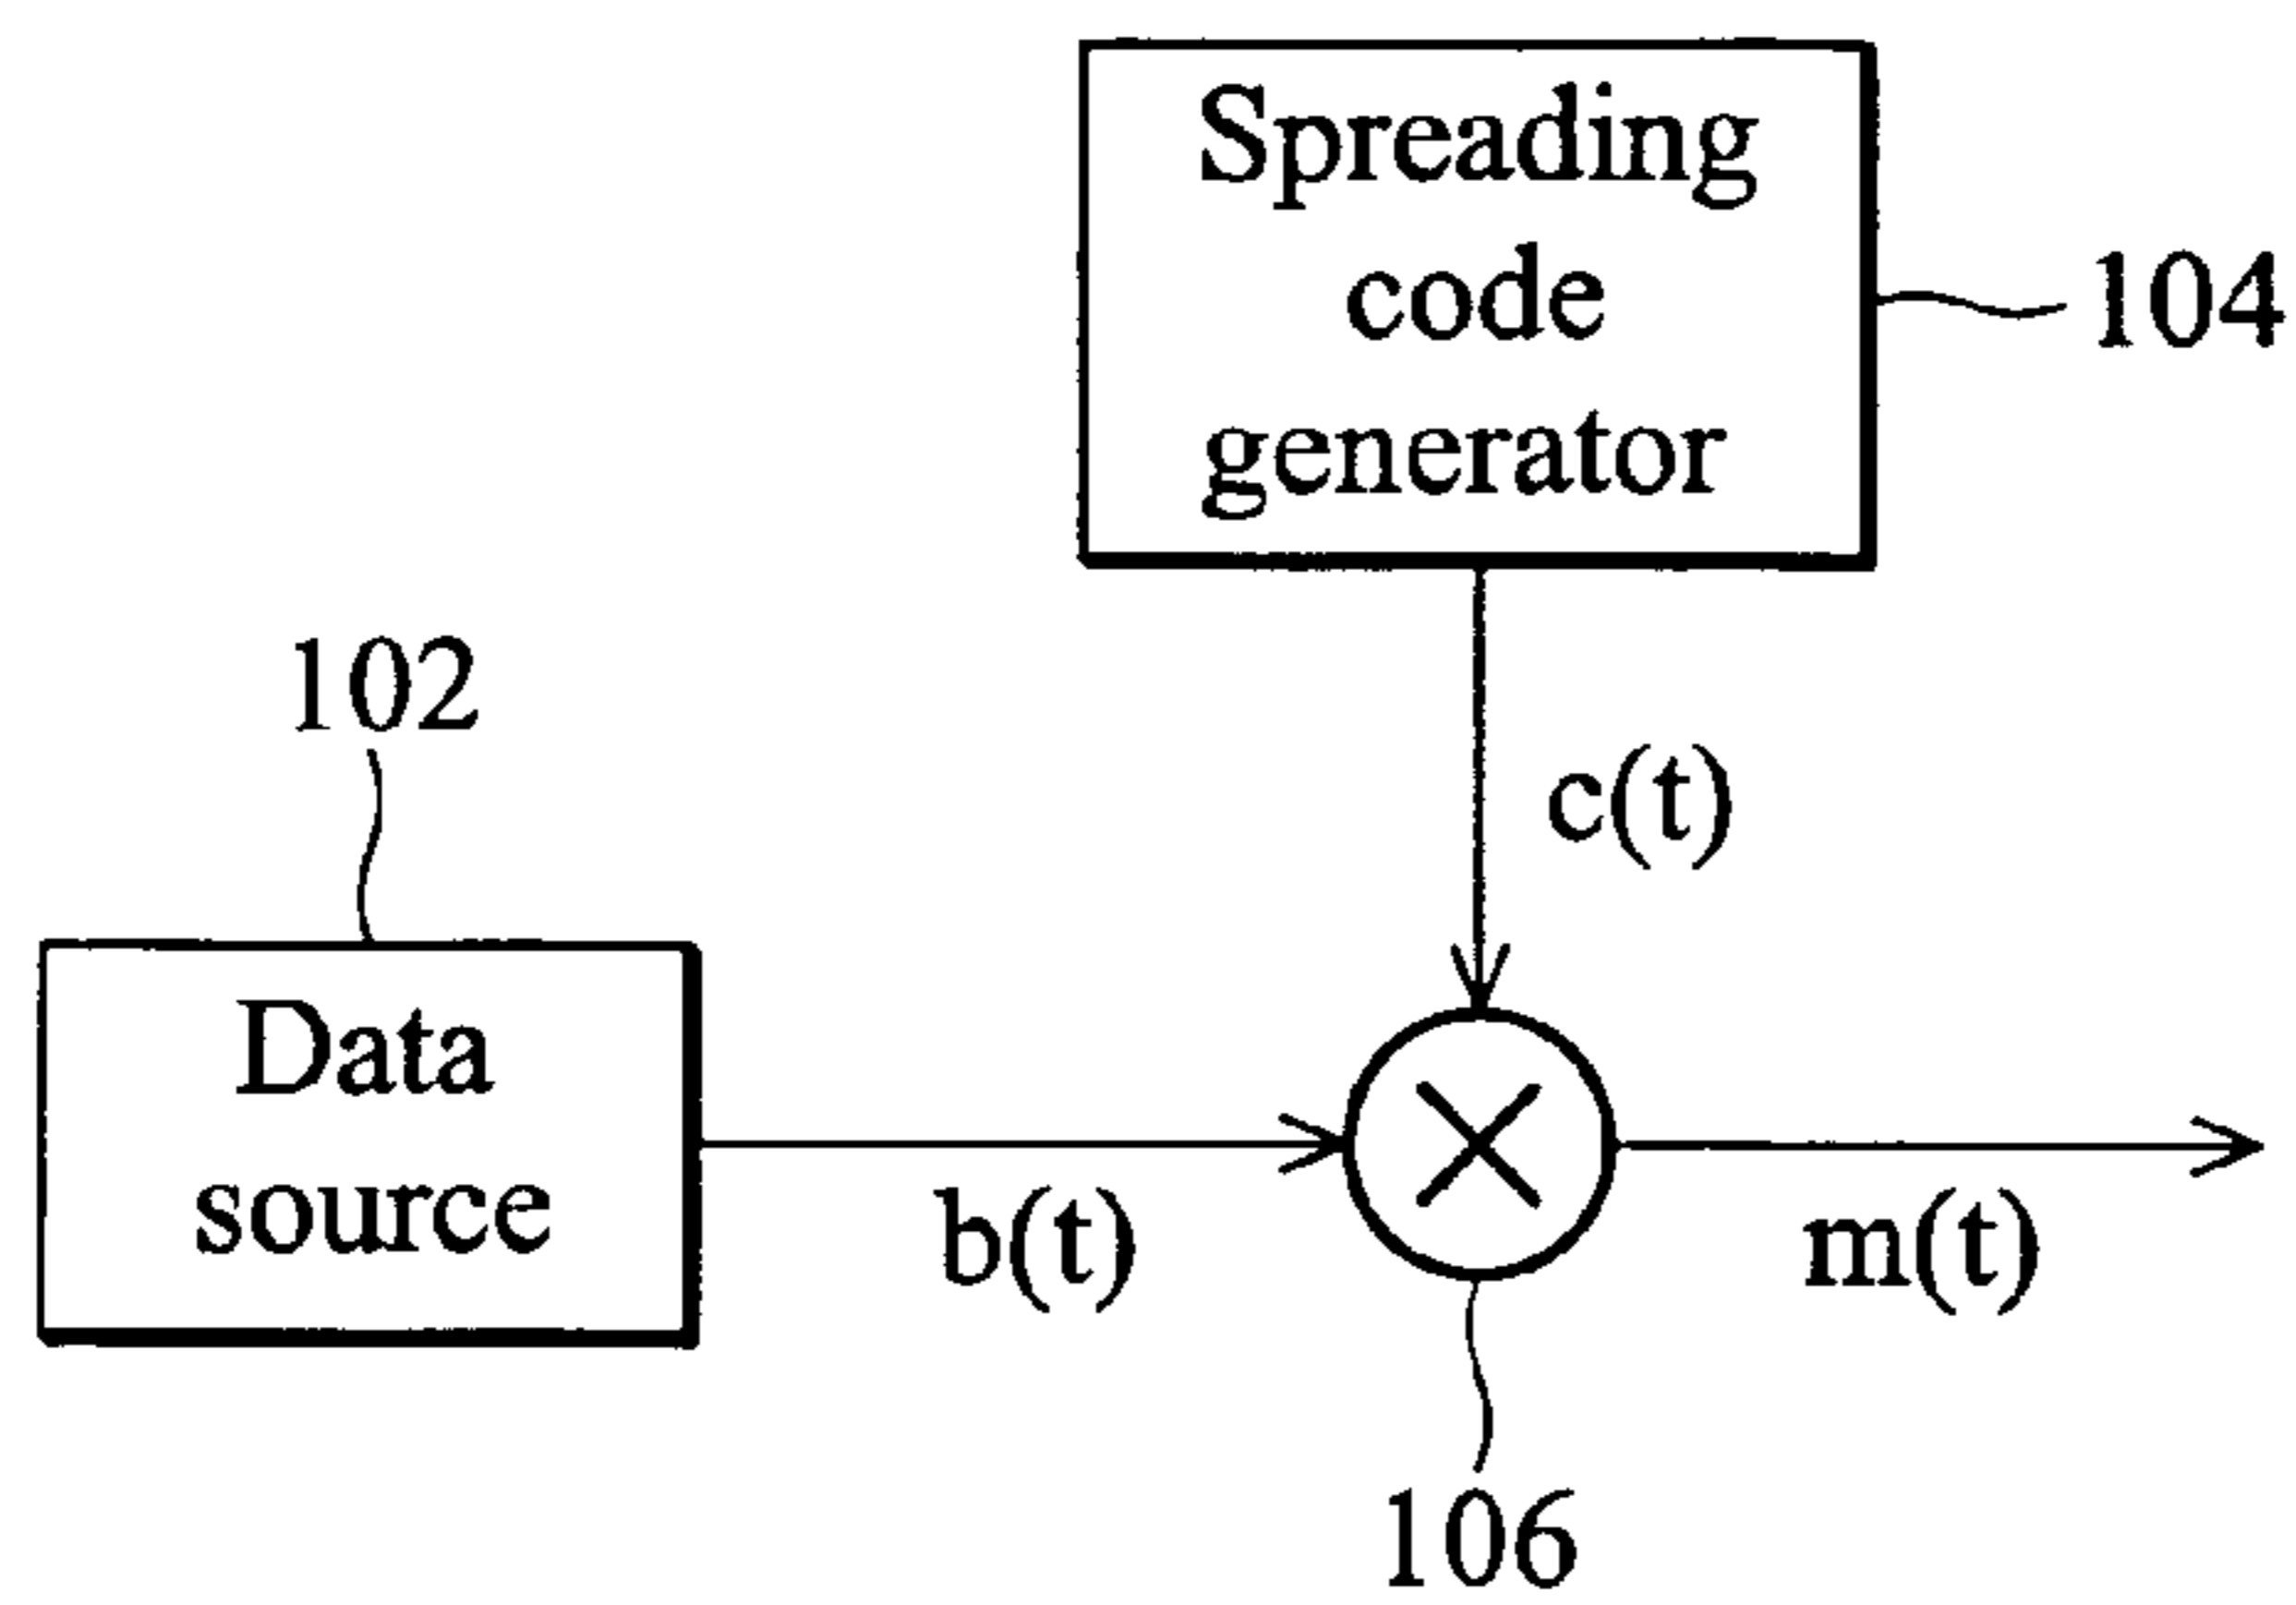 Spreading
code
generator
104
102
c(t)
Data
source
b(t)
m(t)
106